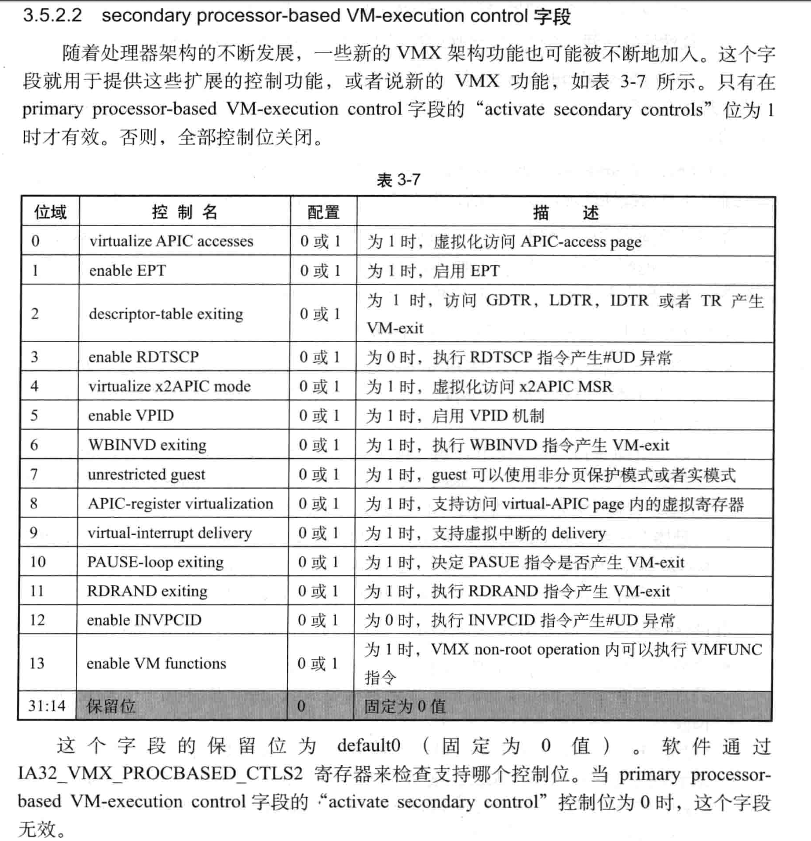 3.5.2.2 secondary processor-based VM-execution control 字段
随着处理器架构的不断发展，一些新的 VMX 架构功能也可能被不断地加入。这个字
段就用于提供这些扩展的控制功能，或者说新的 VMX 功能，如表 3-7 所示。只有在
primary processor-based VM-execution control 字段的“activate secondary controls”位为 1
时才有效。否则，全部控制位关闭。
表 3-7
位域 控制名 配置 描述
0 virtualize APIC accesses 0 或 1 为 1 时，虚拟化访问 APIC-access page
1 enable EPT 0 或 1 为 1 时，启用 EPT
2 descriptor-table exiting 0 或 1 为 1 时，访问 GDTR，LDTR，IDTR 或者 TR 产生
VM-exit
3 enable RDTSCP 0 或 1 为 0 时，执行 RDTSCP 指令产生#UD 异常
4 virtualize x2APIC mode 0 或 1 为 1 时，虚拟化访问 x2APIC MSR
5 enable VPID 0 或 1 为 1 时，启用 VPID 机制
6 WBINVD exiting 0 或 1 为 1 时，执行 WBINVD 指令产生 VM-exit
7 unrestricted guest 0 或 1 为 1 时，guest 可以使用非分页保护模式或者实模式
8 APIC-register virtualization 0 或 1 为 1 时，支持访问 virtual-APIC page 内的虚拟寄存器
9 virtual-interrupt delivery 0 或 1 为 1 时，支持虚拟中断的 delivery
10 PAUSE-loop exiting 0 或 1 为 1 时，决定 PASUE 指令是否产生 VM-exit
11 RDRAND exiting 0 或 1 为 1 时，执行 RDRAND 指令产生 VM-exit
12 enable INVPCID 0 或 1 为 0 时，执行 INVPCID 指令产生#UD 异常
13 enable VM functions 0 或 1 为 1 时，VMX non-root operation 内可以执行 VMFUNC
指令
31:14 保留位 0 固定为 0 值
这个字段的保留位为 default0（固定为 0 值）。软件通过
IA32_VMX_PROCBASED_CTLS2 寄存器来检查支持哪个控制位。当 primary processor-
based VM-execution control 字段的“activate secondary control”控制位为 0 时，这个字段
无效。